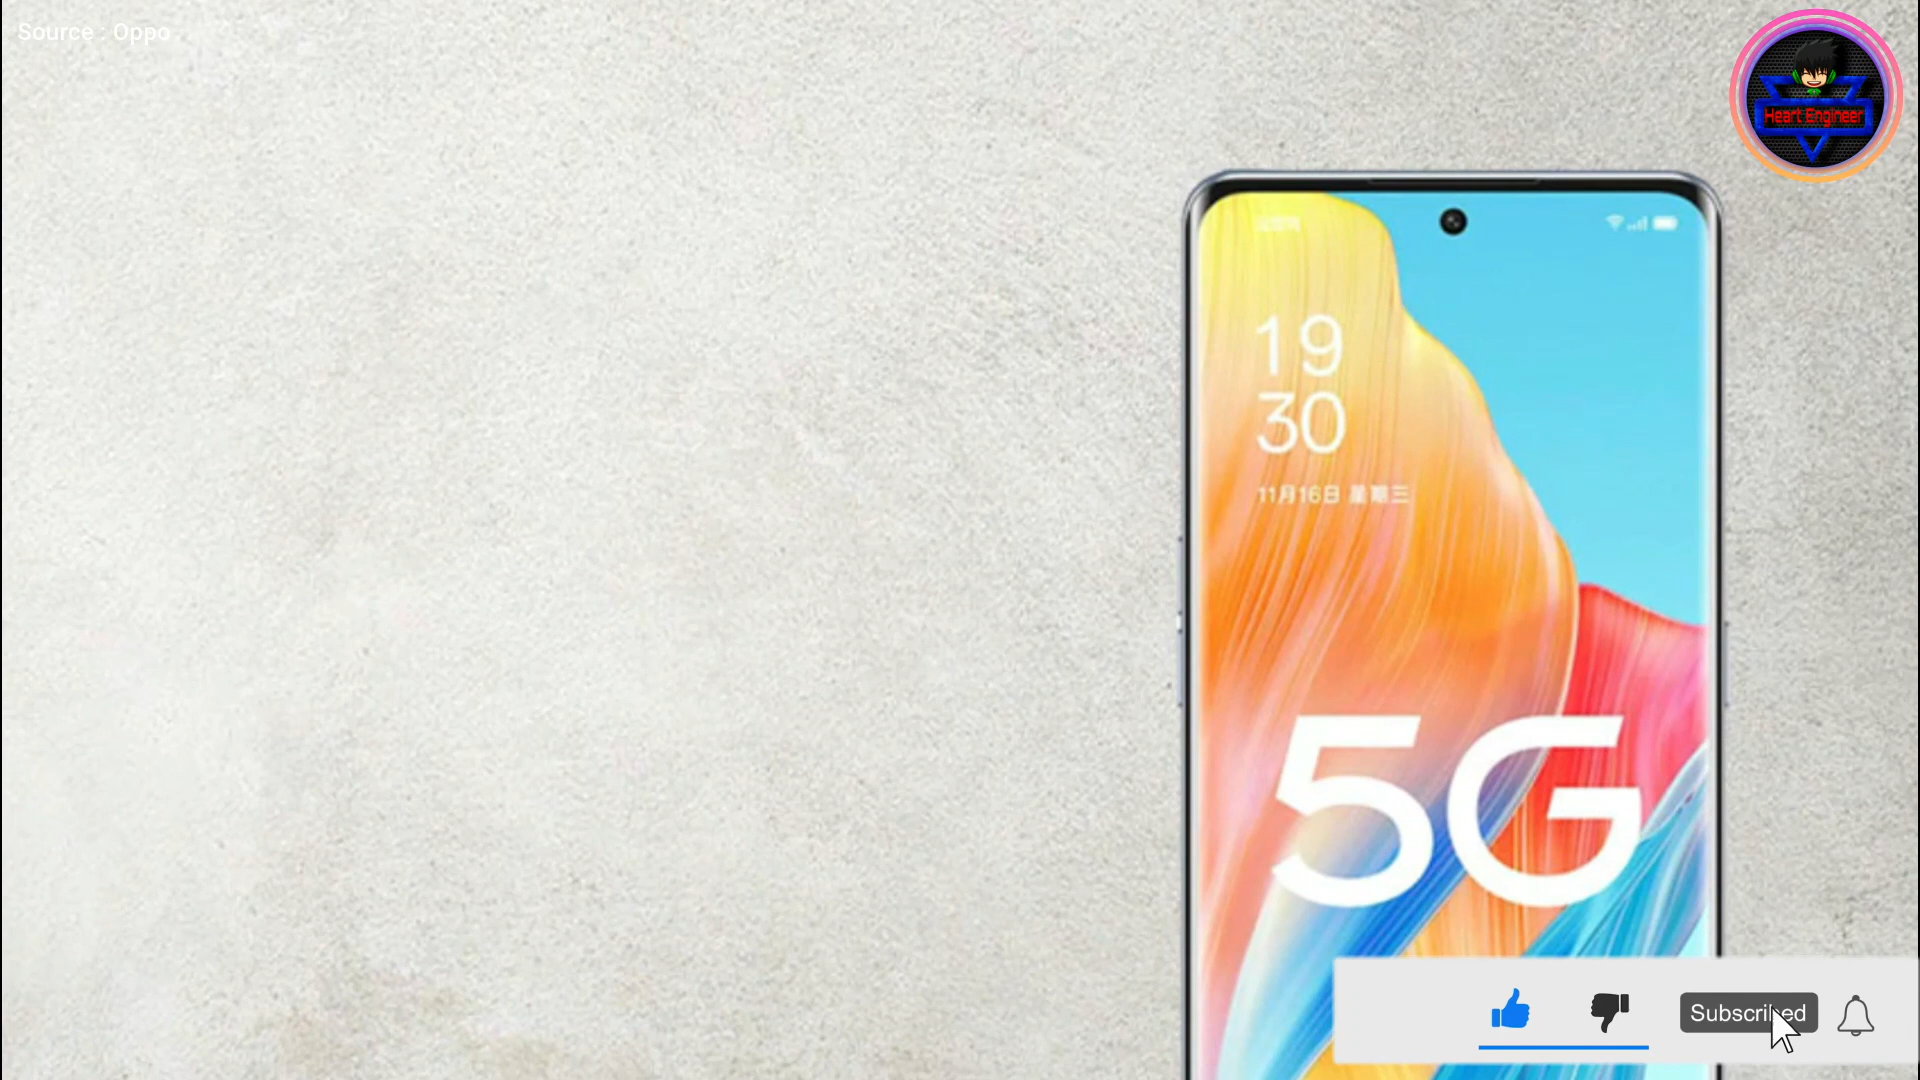 Source : Oppo
Heart Engineer
19
30
11月16日 星期三
5G
Subscribed